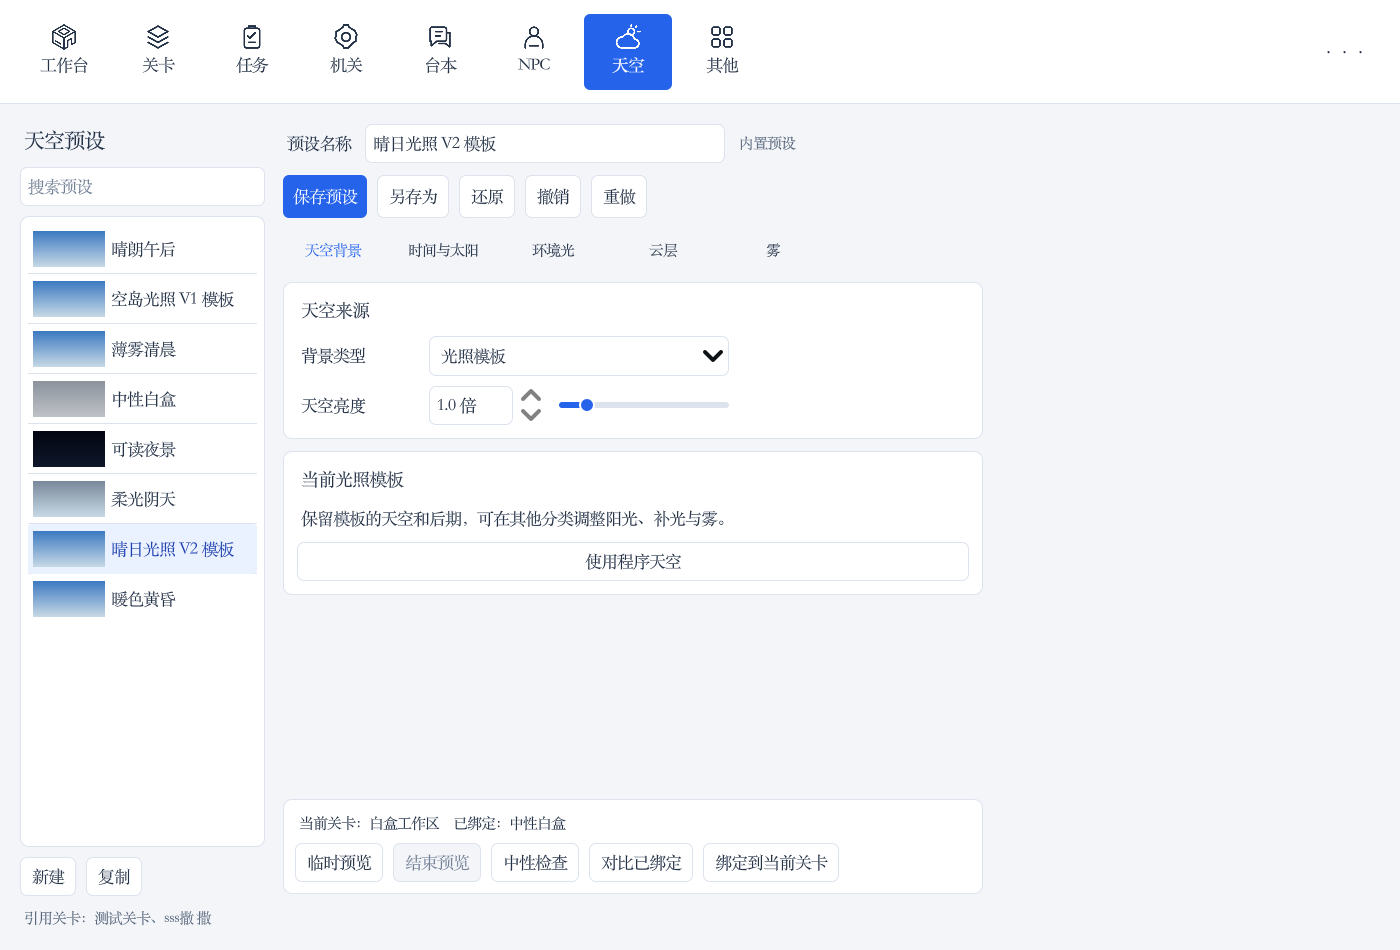 工作台 关卡 任务 机关 台本 NPC 天空 其他 · · ·
天空预设
搜索预设
晴朗午后
空岛光照 V1 模板
薄雾清晨
中性白盒
可读夜景
柔光阴天
晴日光照 V2 模板
暖色黄昏
新建 复制
引用关卡：测试关卡、sss撒 撒
预设名称 晴日光照 V2 模板 内置预设
保存预设 另存为 还原 撤销 重做
天空背景 时间与太阳 环境光 云层 雾
天空来源
背景类型 光照模板
天空亮度 1.0 倍
当前光照模板
保留模板的天空和后期，可在其他分类调整阳光、补光与雾。
使用程序天空
当前关卡：白盒工作区 已绑定：中性白盒
临时预览 结束预览 中性检查 对比已绑定 绑定到当前关卡